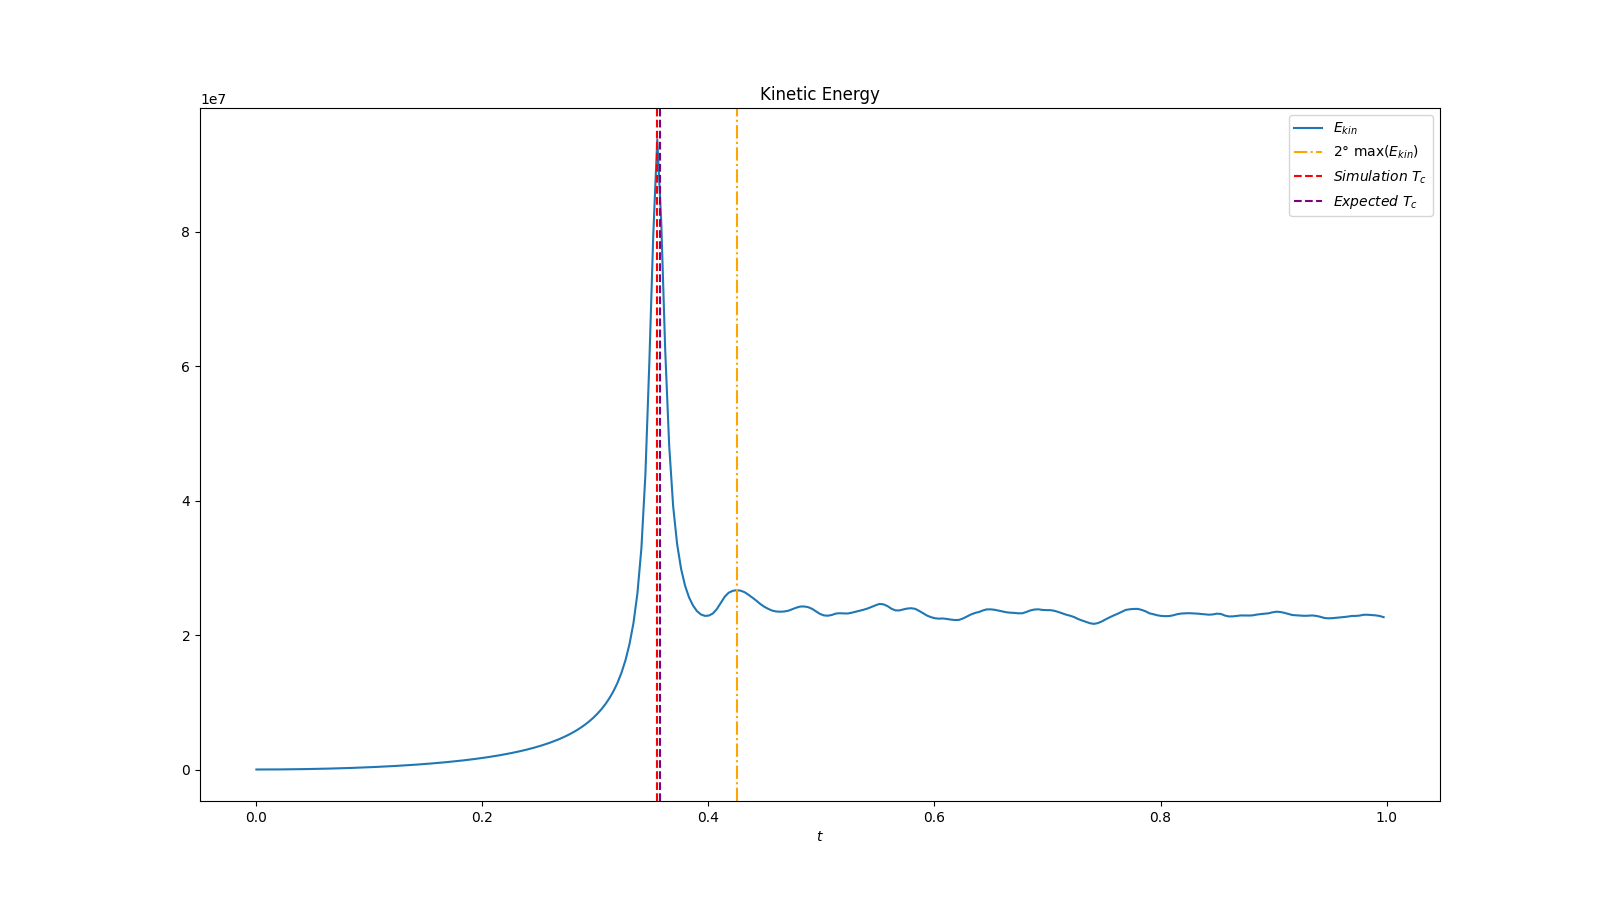 Kinetic Energy
1e7
E_kin
2° max(E_kin)
Simulation T_c
Expected T_c
8
6
4
2
0
0.0 0.2 0.4 0.6 0.8 1.0
t